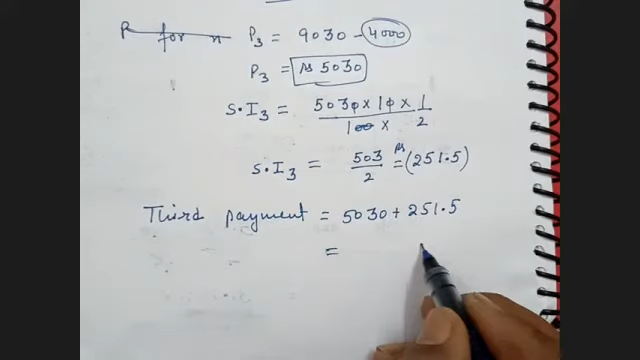 P for n P₃ = 9030 - 4000
P₃ = Rs 5030
S.I₃ = 5030 x 10 x 1/2
100 x
S.I₃ = 503/2 = Rs (251.5)
Third payment = 5030 + 251.5
=